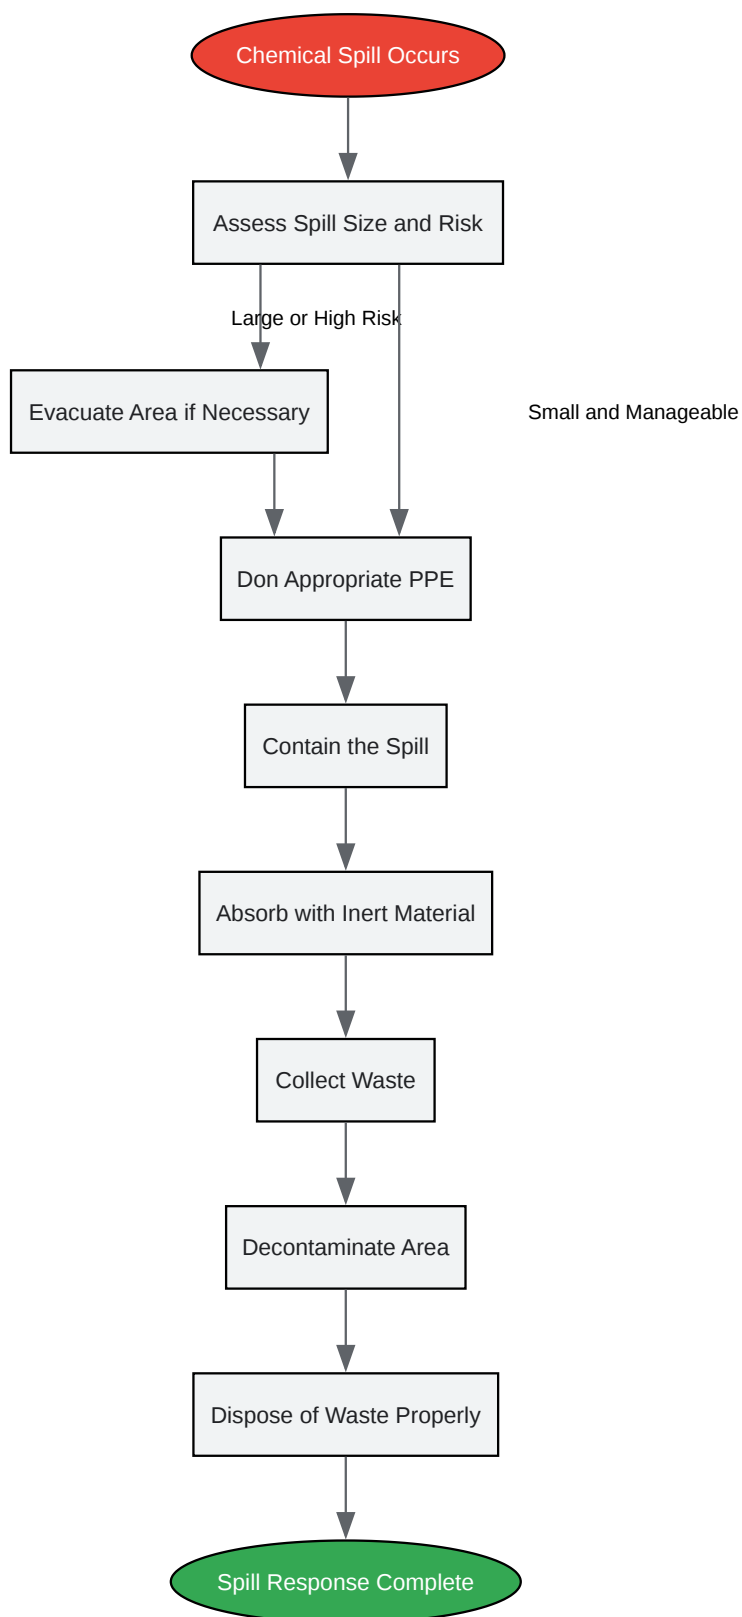 Chemical Spill Occurs
Assess Spill Size and Risk
Large or High Risk
Evacuate Area if Necessary
Small and Manageable
Don Appropriate PPE
Contain the Spill
Absorb with Inert Material
Collect Waste
Decontaminate Area
Dispose of Waste Properly
Spill Response Complete